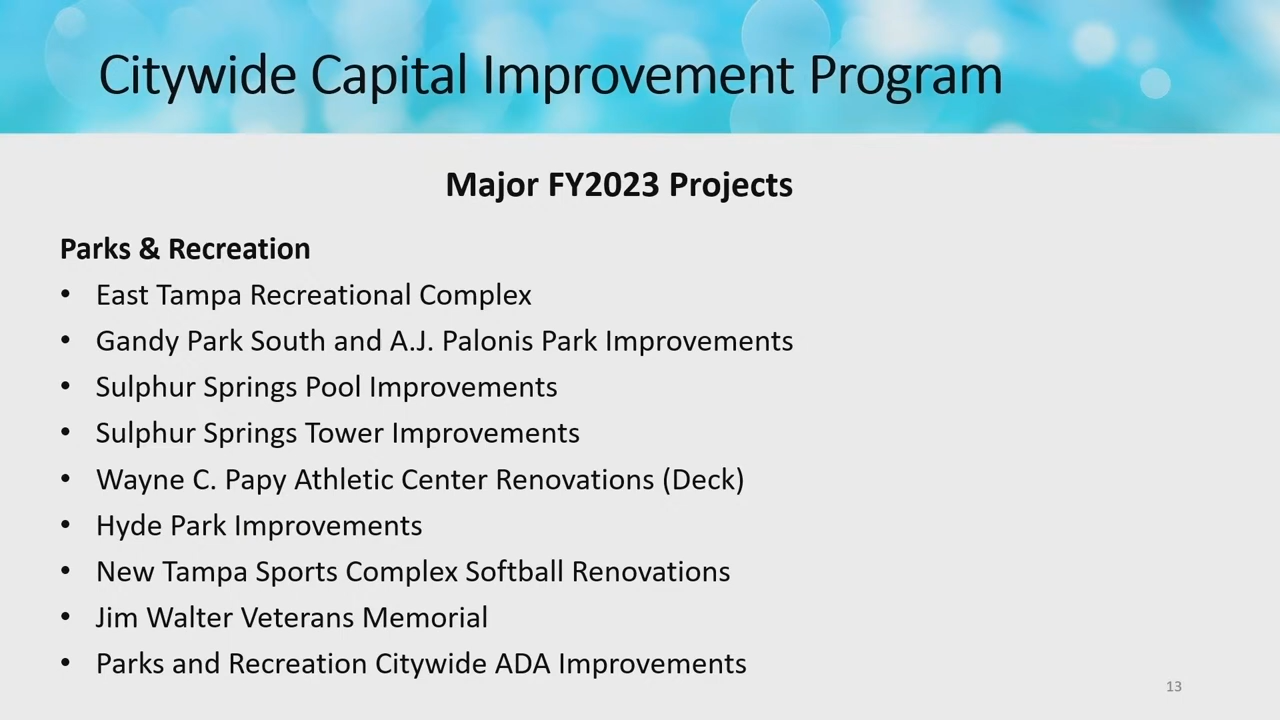 Citywide Capital Improvement Program
Major FY2023 Projects
Parks & Recreation
• East Tampa Recreational Complex
• Gandy Park South and A.J. Palonis Park Improvements
• Sulphur Springs Pool Improvements
• Sulphur Springs Tower Improvements
• Wayne C. Papy Athletic Center Renovations (Deck)
• Hyde Park Improvements
• New Tampa Sports Complex Softball Renovations
• Jim Walter Veterans Memorial
• Parks and Recreation Citywide ADA Improvements
13